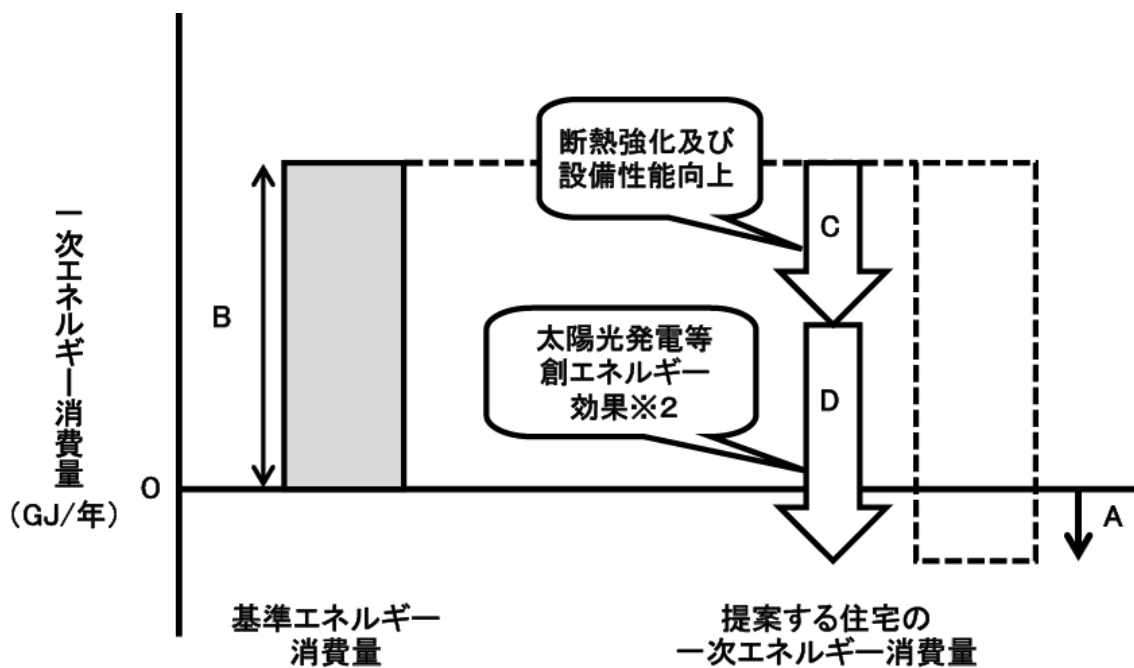 断熱強化及び
設備性能向上
C
B
太陽光発電等
創エネルギー
効果※2
D
一次エネルギー消費量
(GJ/年)
0
A
基準エネルギー
消費量
提案する住宅の
一次エネルギー消費量